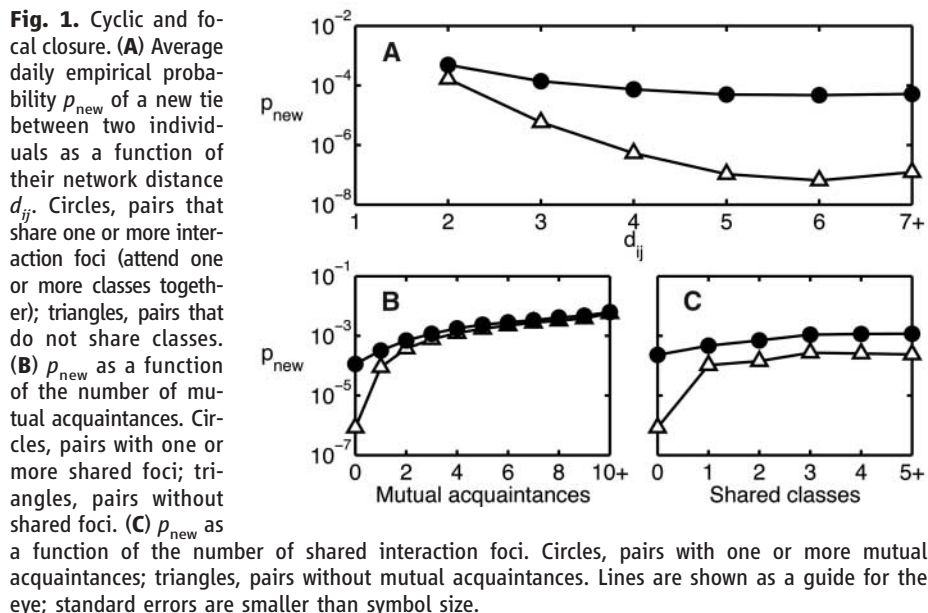 Fig. 1. Cyclic and fo-
cal closure. (A) Average
daily empirical proba-
bility p_new of a new tie
between two individ-
uals as a function of
their network distance
d_ij. Circles, pairs that
share one or more inter-
action foci (attend one
or more classes togeth-
er); triangles, pairs that
do not share classes.
(B) p_new as a function
of the number of mu-
tual acquaintances. Cir-
cles, pairs with one or
more shared foci; tri-
angles, pairs without
shared foci. (C) p_new as
a function of the number of shared interaction foci. Circles, pairs with one or more mutual
acquaintances; triangles, pairs without mutual acquaintances. Lines are shown as a guide for the
eye; standard errors are smaller than symbol size.
A
p_new
10^-2
10^-4
10^-6
10^-8
1 2 3 4 5 6 7+
d_ij
B
p_new
10^-1
10^-3
10^-5
10^-7
0 2 4 6 8 10+
Mutual acquaintances
C
0 1 2 3 4 5+
Shared classes